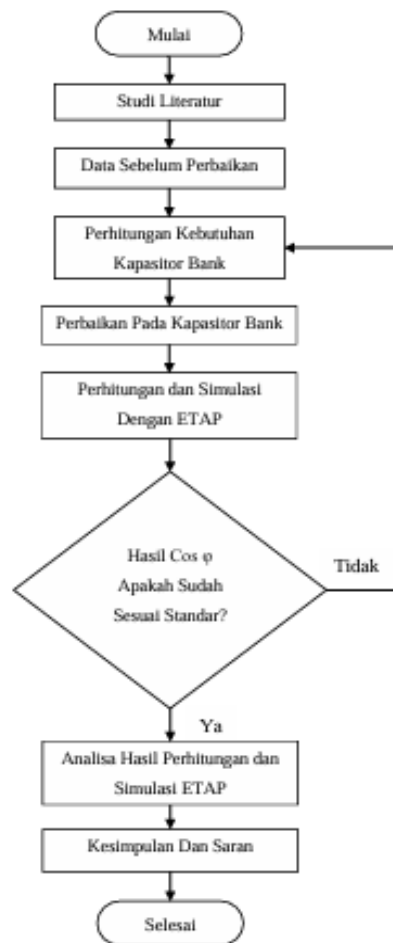 Mulai
Studi Literatur
Data Sebelum Perbaikan
Perhitungan Kebutuhan
Kapasitor Bank
Perbaikan Pada Kapasitor Bank
Perhitungan dan Simulasi
Dengan ETAP
Hasil Cos φ
Apakah Sudah
Sesuai Standar?
Tidak
Ya
Analisa Hasil Perhitungan dan
Simulasi ETAP
Kesimpulan Dan Saran
Selesai